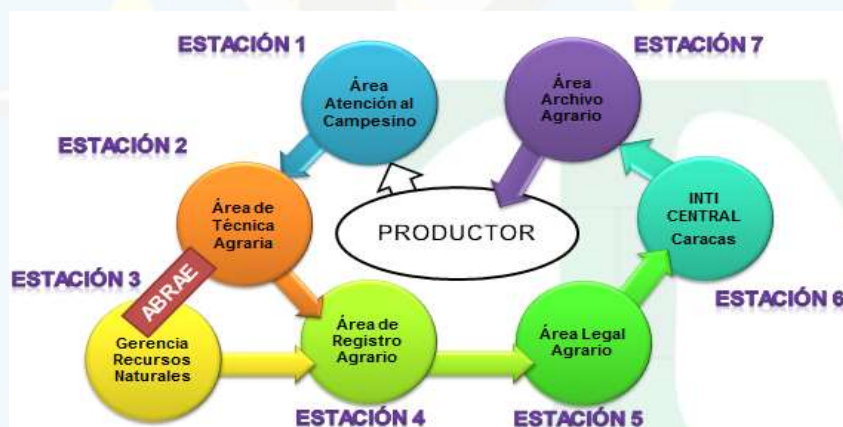 ESTACIÓN 1
Área
Atención al
Campesino
ESTACIÓN 7
Área
Archivo
Agrario
ESTACIÓN 2
Área de
Técnica
Agraria
PRODUCTOR
INTI
CENTRAL
Caracas
ESTACIÓN 6
ESTACIÓN 3
ABRAE
Gerencia
Recursos
Naturales
Área de
Registro
Agrario
ESTACIÓN 4
Área Legal
Agrario
ESTACIÓN 5